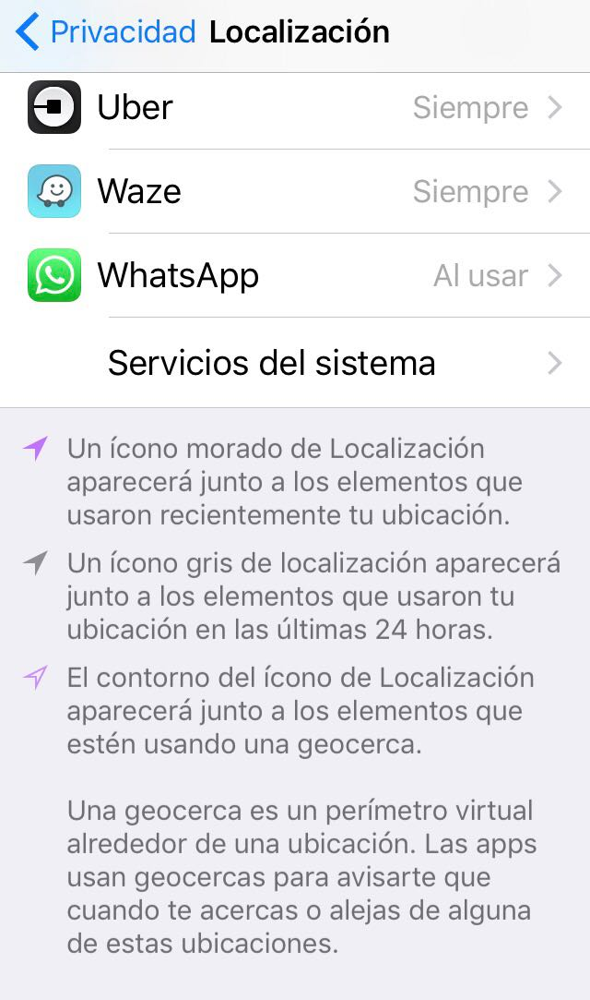 Privacidad Localización
Uber Siempre
Waze Siempre
WhatsApp Al usar
Servicios del sistema
Un ícono morado de Localización
aparecerá junto a los elementos que
usaron recientemente tu ubicación.
Un ícono gris de localización aparecerá
junto a los elementos que usaron tu
ubicación en las últimas 24 horas.
El contorno del ícono de Localización
aparecerá junto a los elementos que
estén usando una geocerca.
Una geocerca es un perímetro virtual
alrededor de una ubicación. Las apps
usan geocercas para avisarte que
cuando te acercas o alejas de alguna
de estas ubicaciones.